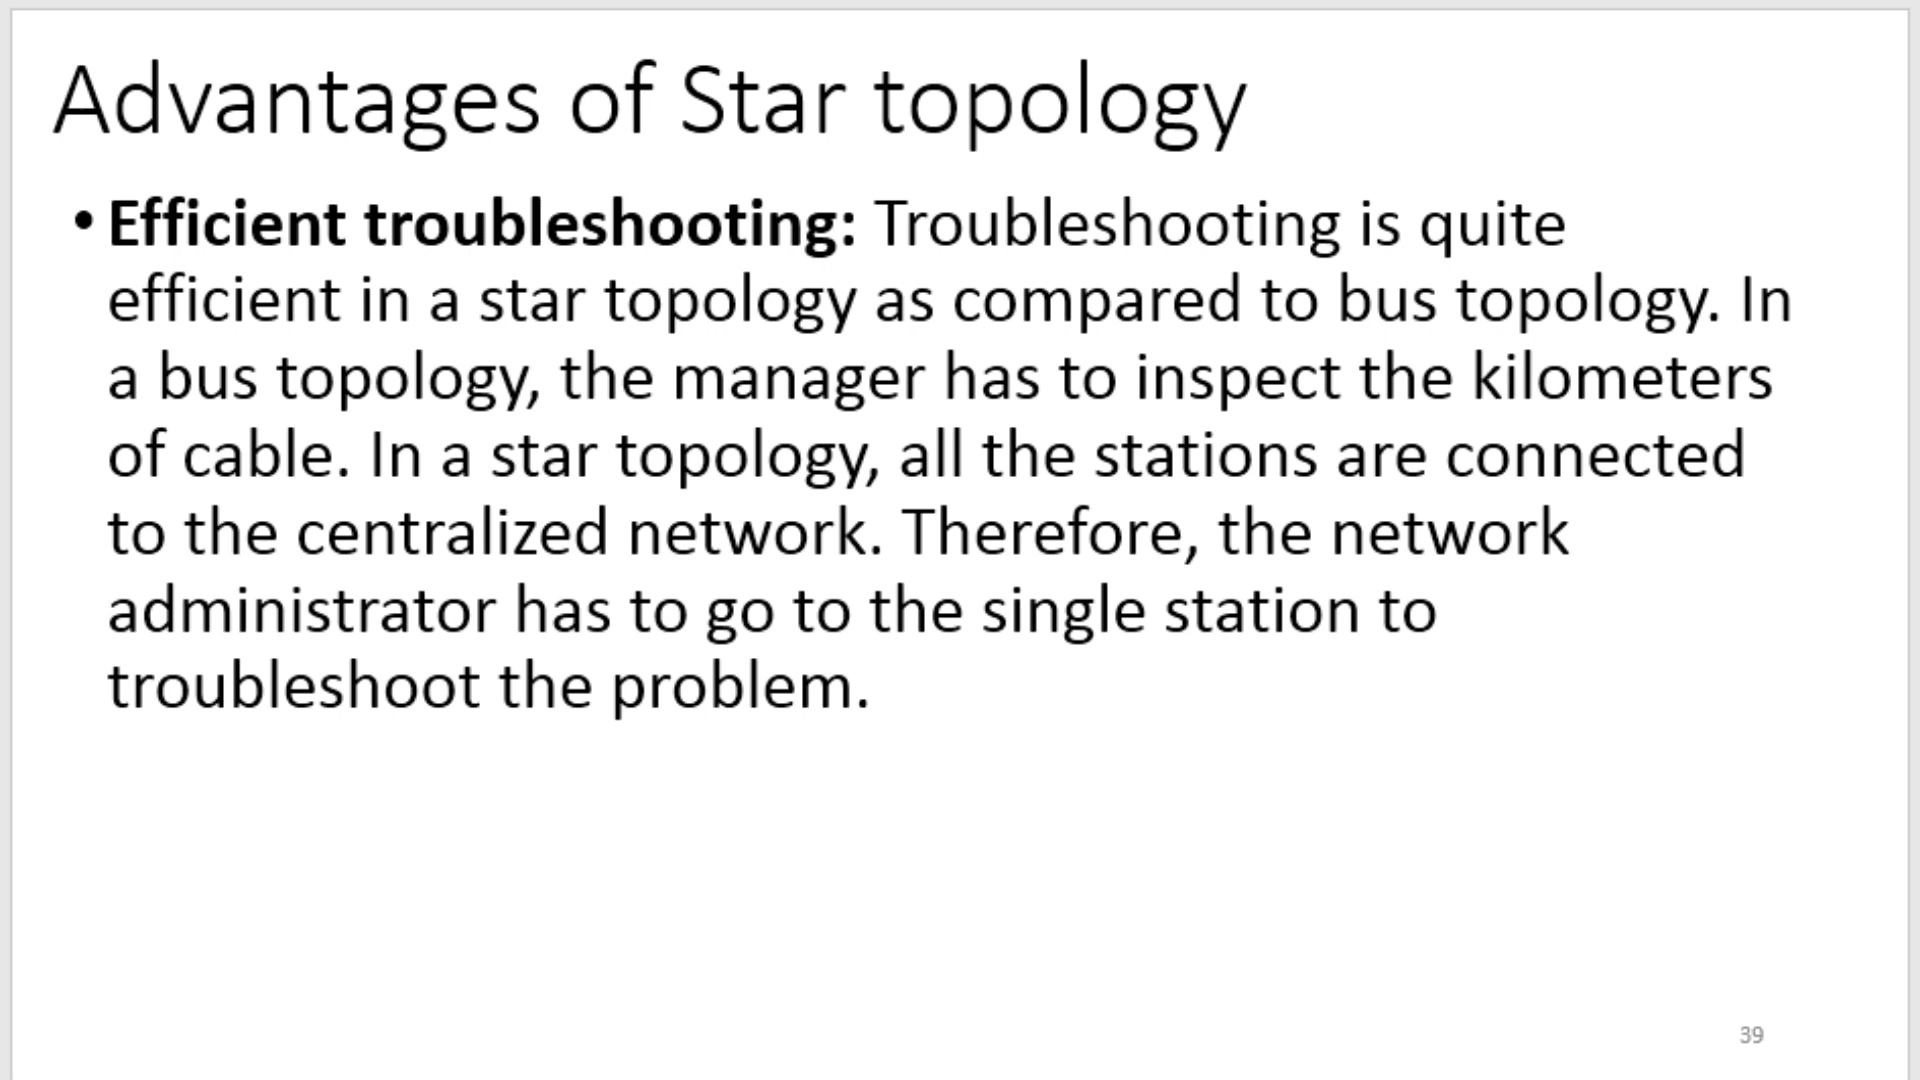 Advantages of Star topology
• Efficient troubleshooting: Troubleshooting is quite
efficient in a star topology as compared to bus topology. In
a bus topology, the manager has to inspect the kilometers
of cable. In a star topology, all the stations are connected
to the centralized network. Therefore, the network
administrator has to go to the single station to
troubleshoot the problem.
39